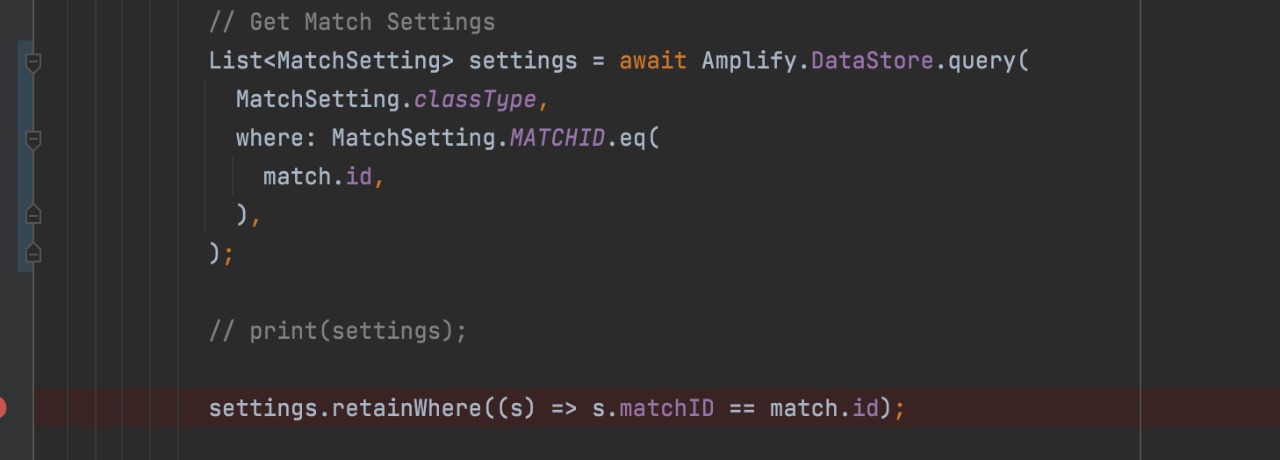 // Get Match Settings
List<MatchSetting> settings = await Amplify.DataStore.query(
MatchSetting.classType,
where: MatchSetting.MATCHID.eq(
match.id,
),
);
// print(settings);
settings.retainWhere((s) => s.matchID == match.id);